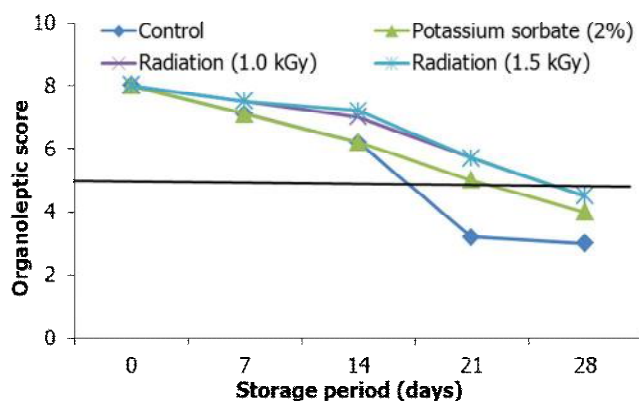 10
8
6
4
2
0
Organoleptic score
Control
Potassium sorbate (2%)
Radiation (1.0 kGy)
Radiation (1.5 kGy)
0 7 14 21 28
Storage period (days)